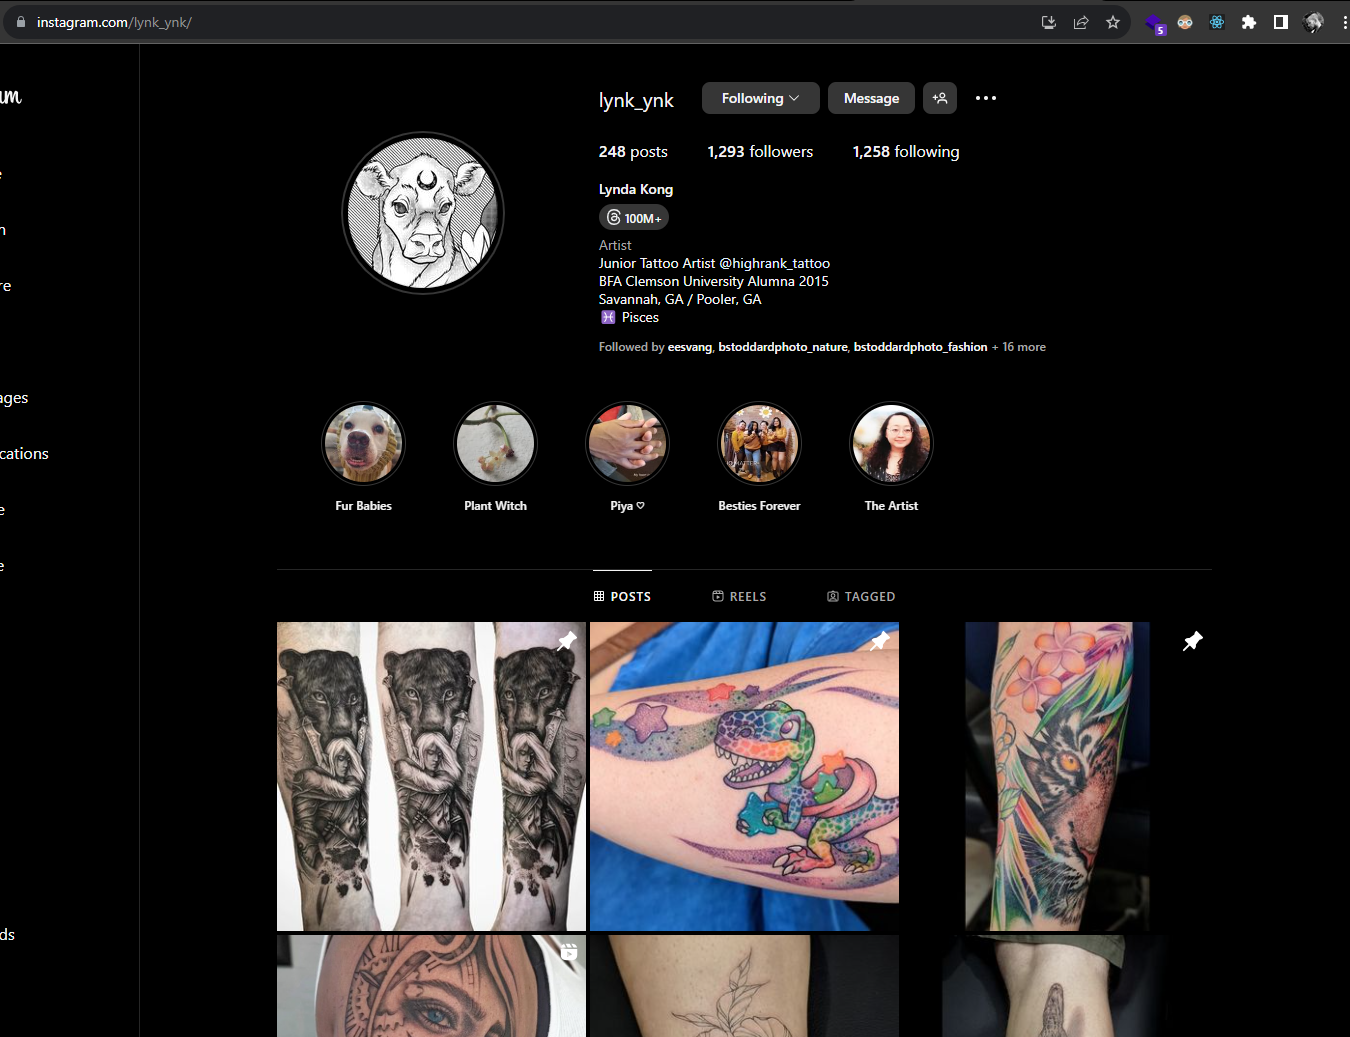 instagram.com/lynk_ynk/
5
am
e
m
re
ages
cations
e
e
ds
lynk_ynk
Following
Message
248 posts
1,293 followers
1,258 following
Lynda Kong
100M+
Artist
Junior Tattoo Artist @highrank_tattoo
BFA Clemson University Alumna 2015
Savannah, GA / Pooler, GA
♓ Pisces
Followed by eesvang, bstoddardphoto_nature, bstoddardphoto_fashion + 16 more
Fur Babies
Plant Witch
Piya ♡
Besties Forever
The Artist
POSTS
REELS
TAGGED